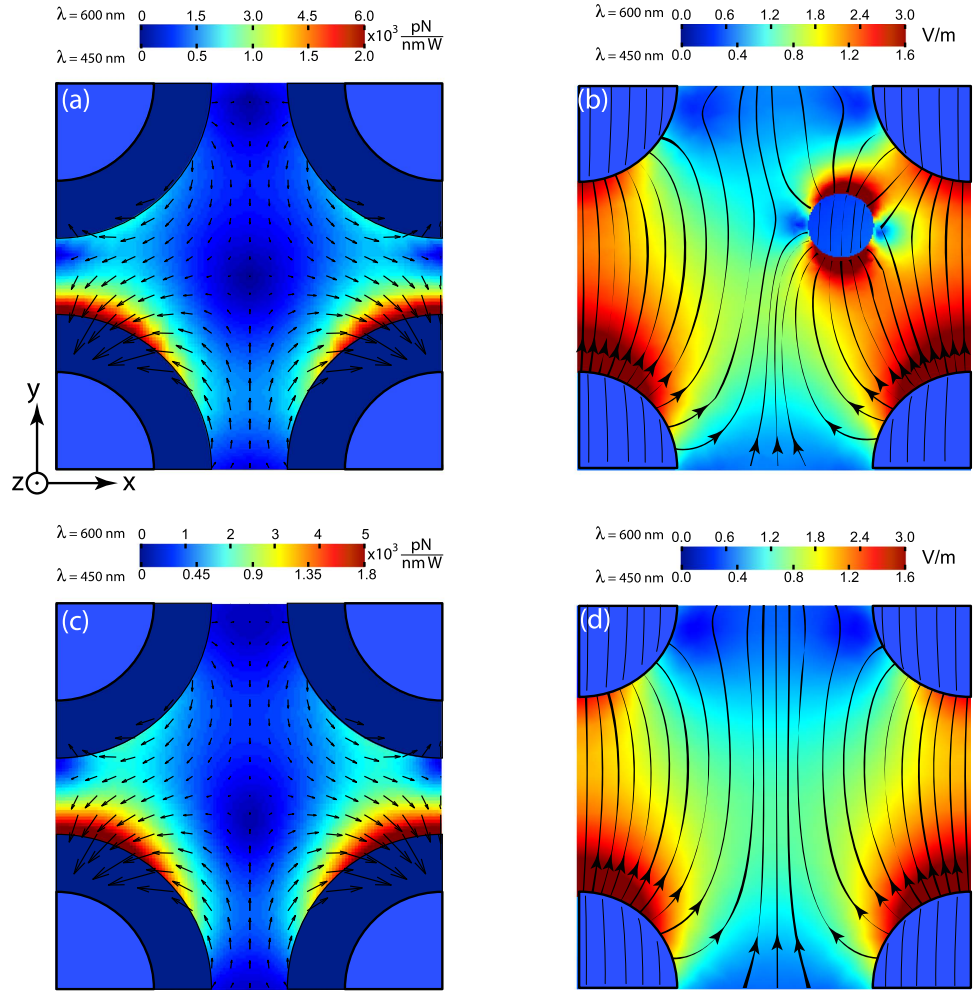 λ = 600 nm 0 1.5 3.0 4.5 6.0
x10³ pN/nm W
λ = 450 nm 0 0.5 1.0 1.5 2.0
λ = 600 nm 0.0 0.6 1.2 1.8 3.0
V/m
λ = 450 nm 0.0 0.4 0.8 1.2 1.6
(a)
(b)
y
z x
λ = 600 nm 0 1 2 3 4 5
x10³ pN/nm W
λ = 450 nm 0 0.45 0.9 1.35 1.8
λ = 600 nm 0.0 0.6 1.2 1.8 3.0
V/m
λ = 450 nm 0.0 0.4 0.8 1.2 1.6
(c)
(d)